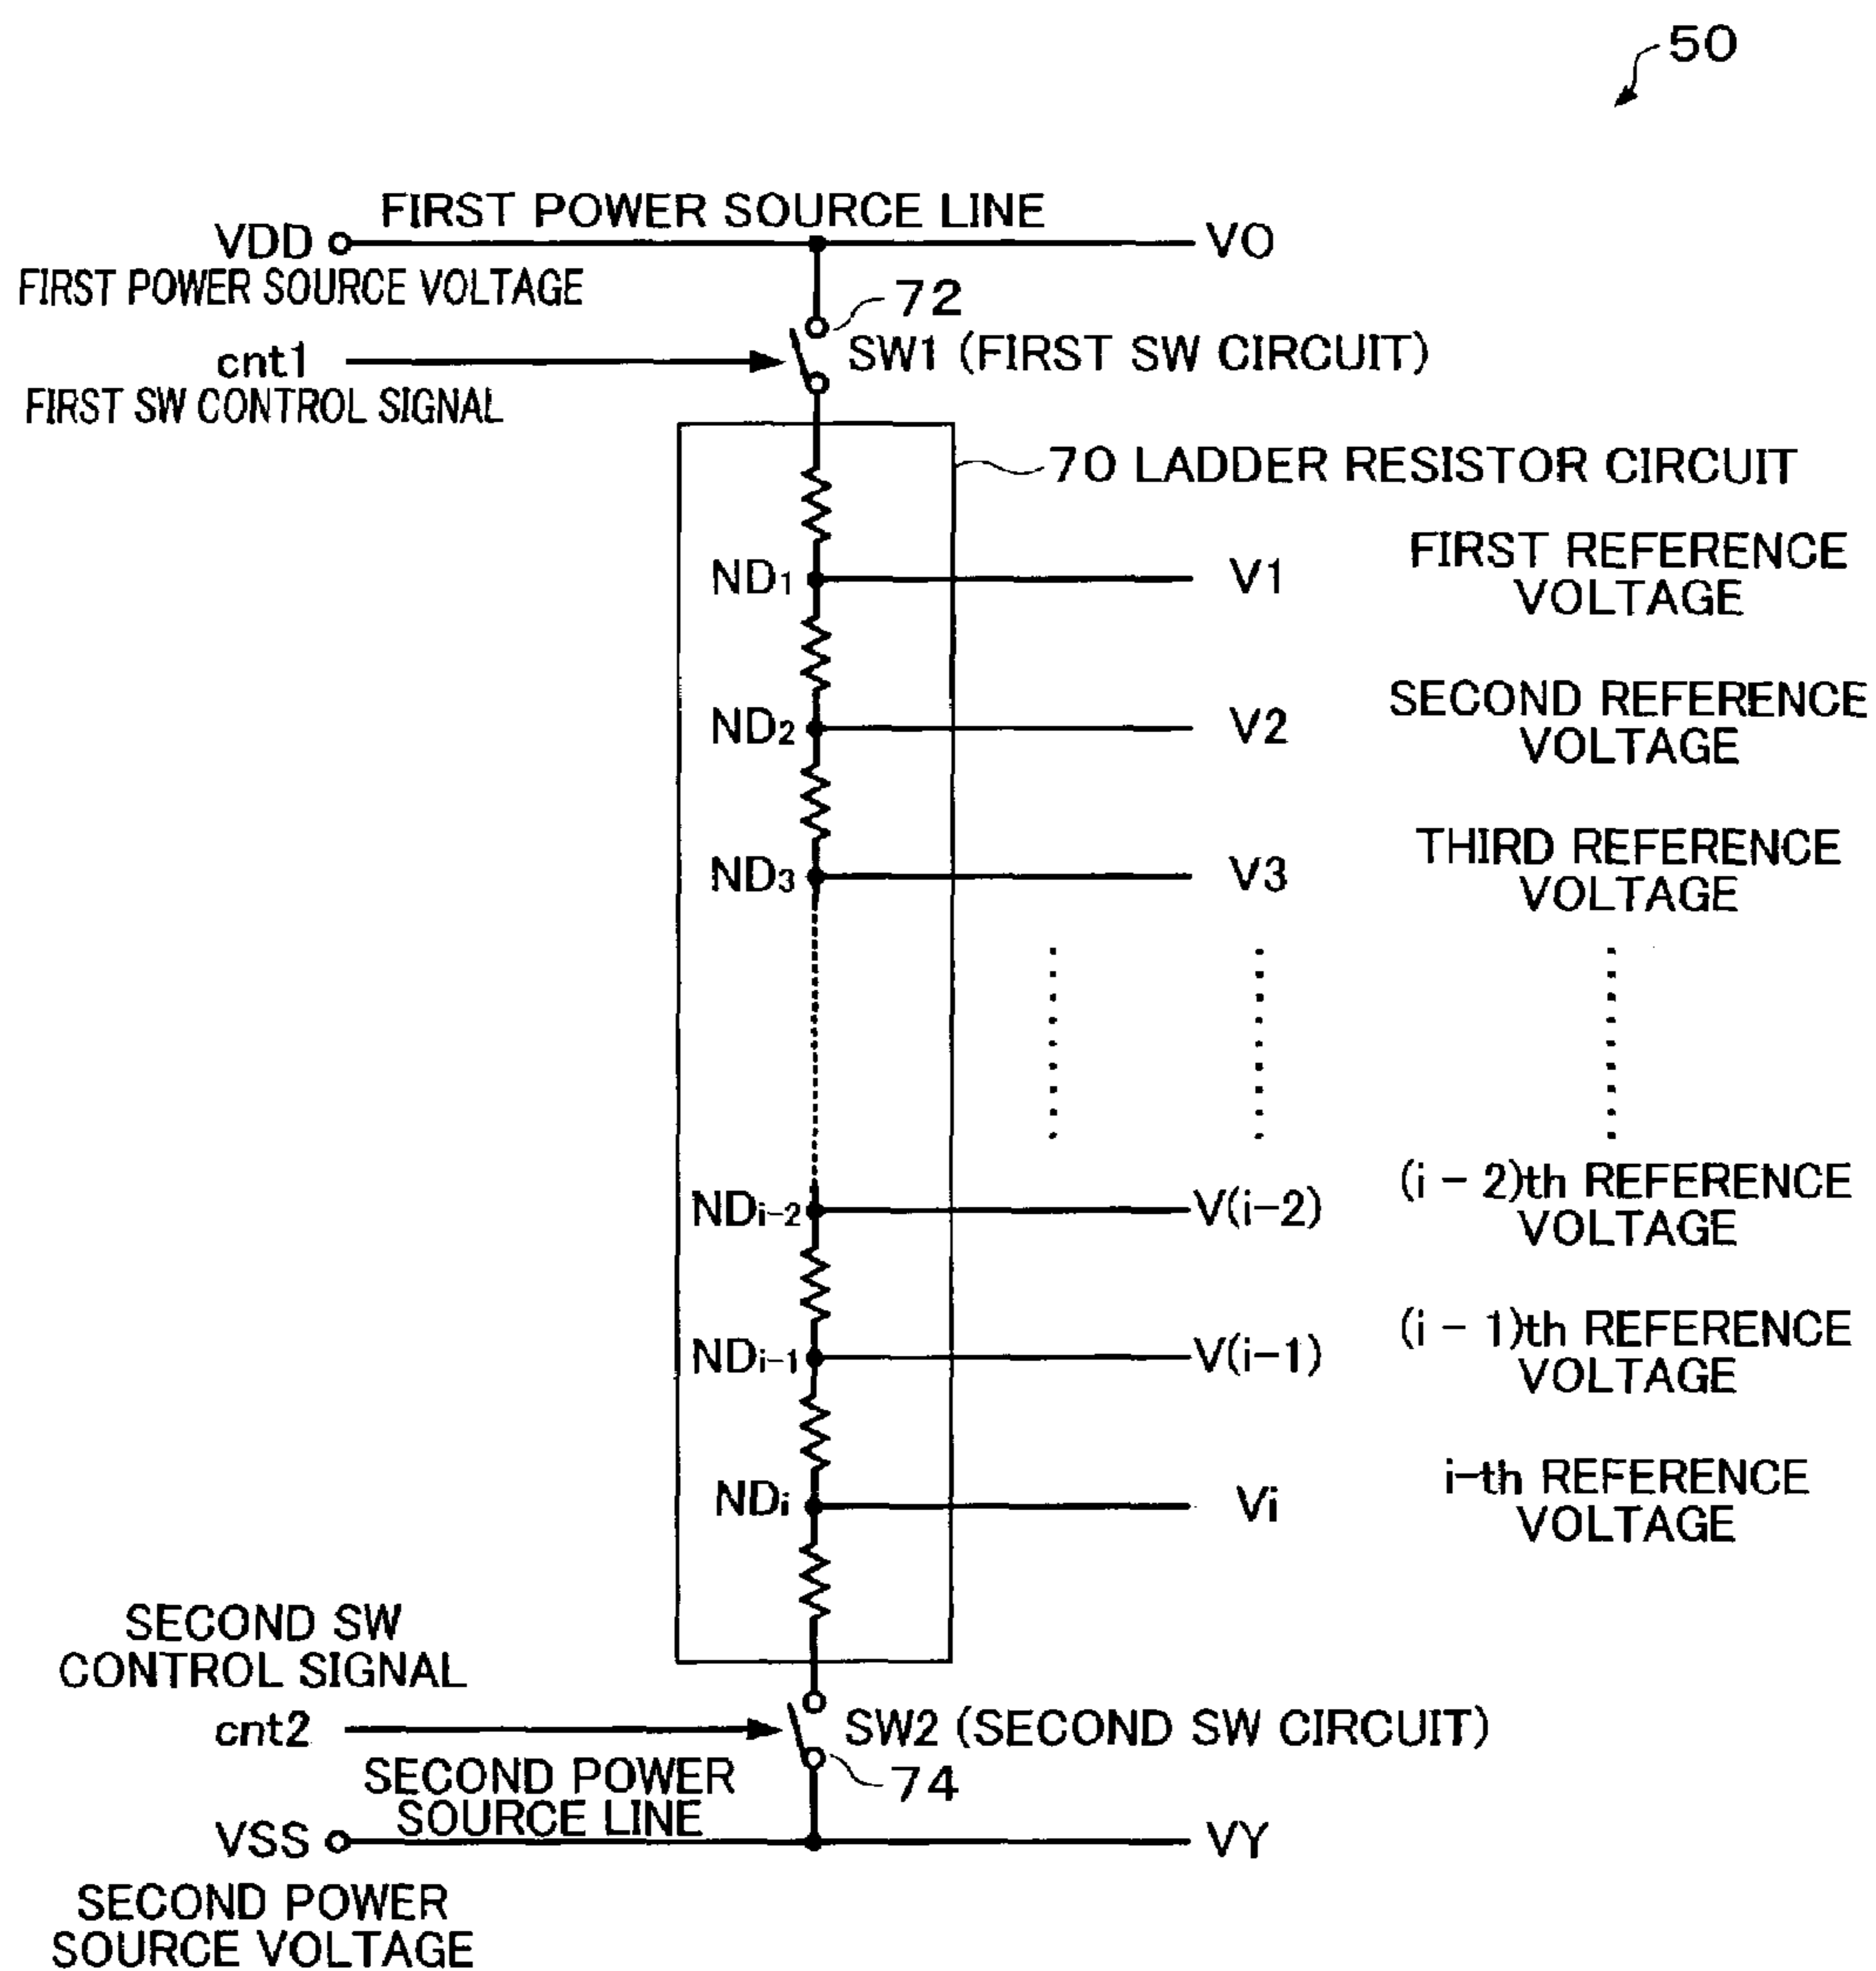 50
FIRST POWER SOURCE LINE
VDD
V0
FIRST POWER SOURCE VOLTAGE
72
cnt1
SW1 (FIRST SW CIRCUIT)
FIRST SW CONTROL SIGNAL
70 LADDER RESISTOR CIRCUIT
ND1
V1
FIRST REFERENCE
VOLTAGE
ND2
V2
SECOND REFERENCE
VOLTAGE
ND3
V3
THIRD REFERENCE
VOLTAGE
NDi-2
V(i-2)
(i - 2)th REFERENCE
VOLTAGE
NDi-1
V(i-1)
(i - 1)th REFERENCE
VOLTAGE
NDi
Vi
i-th REFERENCE
VOLTAGE
SECOND SW
CONTROL SIGNAL
cnt2
SW2 (SECOND SW CIRCUIT)
74
SECOND POWER
SOURCE LINE
VSS
VY
SECOND POWER
SOURCE VOLTAGE